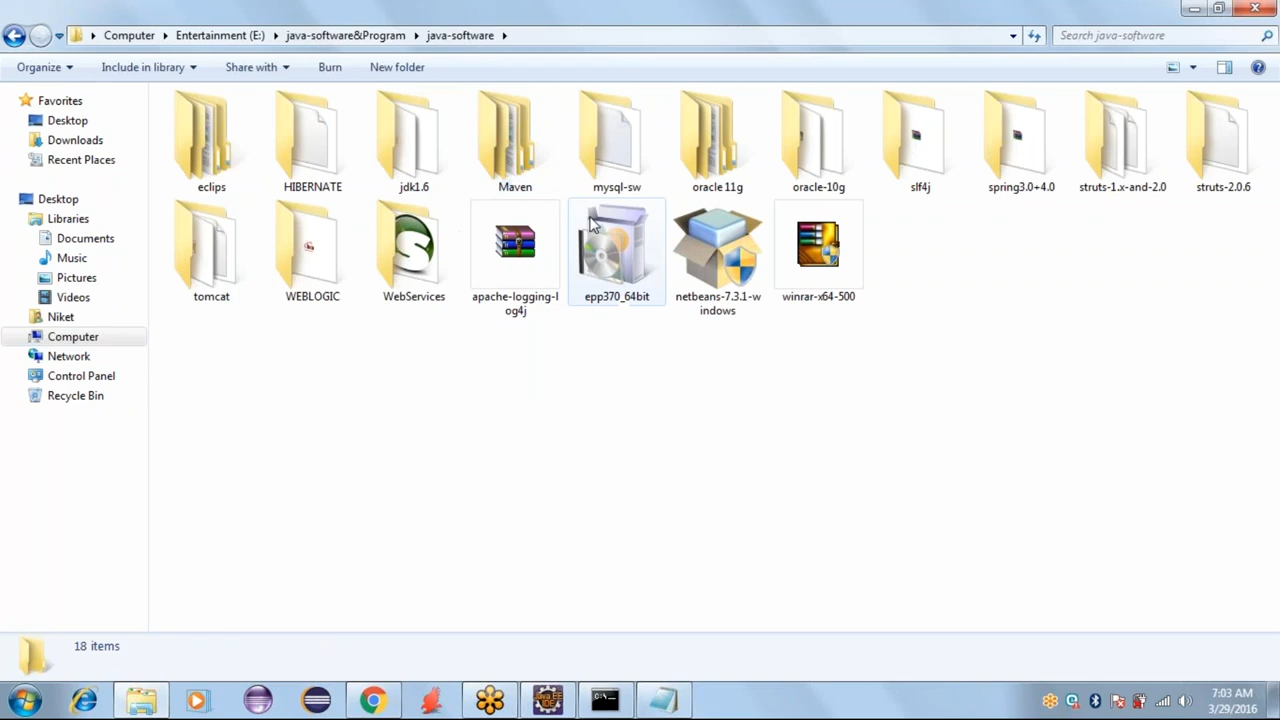 Computer Entertainment (E:) java-software&Program java-software
Search java-software
Organize Include in library Share with Burn New folder
Favorites
Desktop
Downloads
Recent Places
Desktop
Libraries
Documents
Music
Pictures
Videos
Niket
Computer
Network
Control Panel
Recycle Bin
eclips HIBERNATE jdk1.6 Maven mysql-sw oracle 11g oracle-10g slf4j spring3.0+4.0 struts-1.x-and-2.0 struts-2.0.6
tomcat WEBLOGIC WebServices apache-logging-l epp370_64bit netbeans-7.3.1-w winrar-x64-500
og4j indows
18 items
Java EE
IDE
C:\.
7:03 AM
3/29/2016